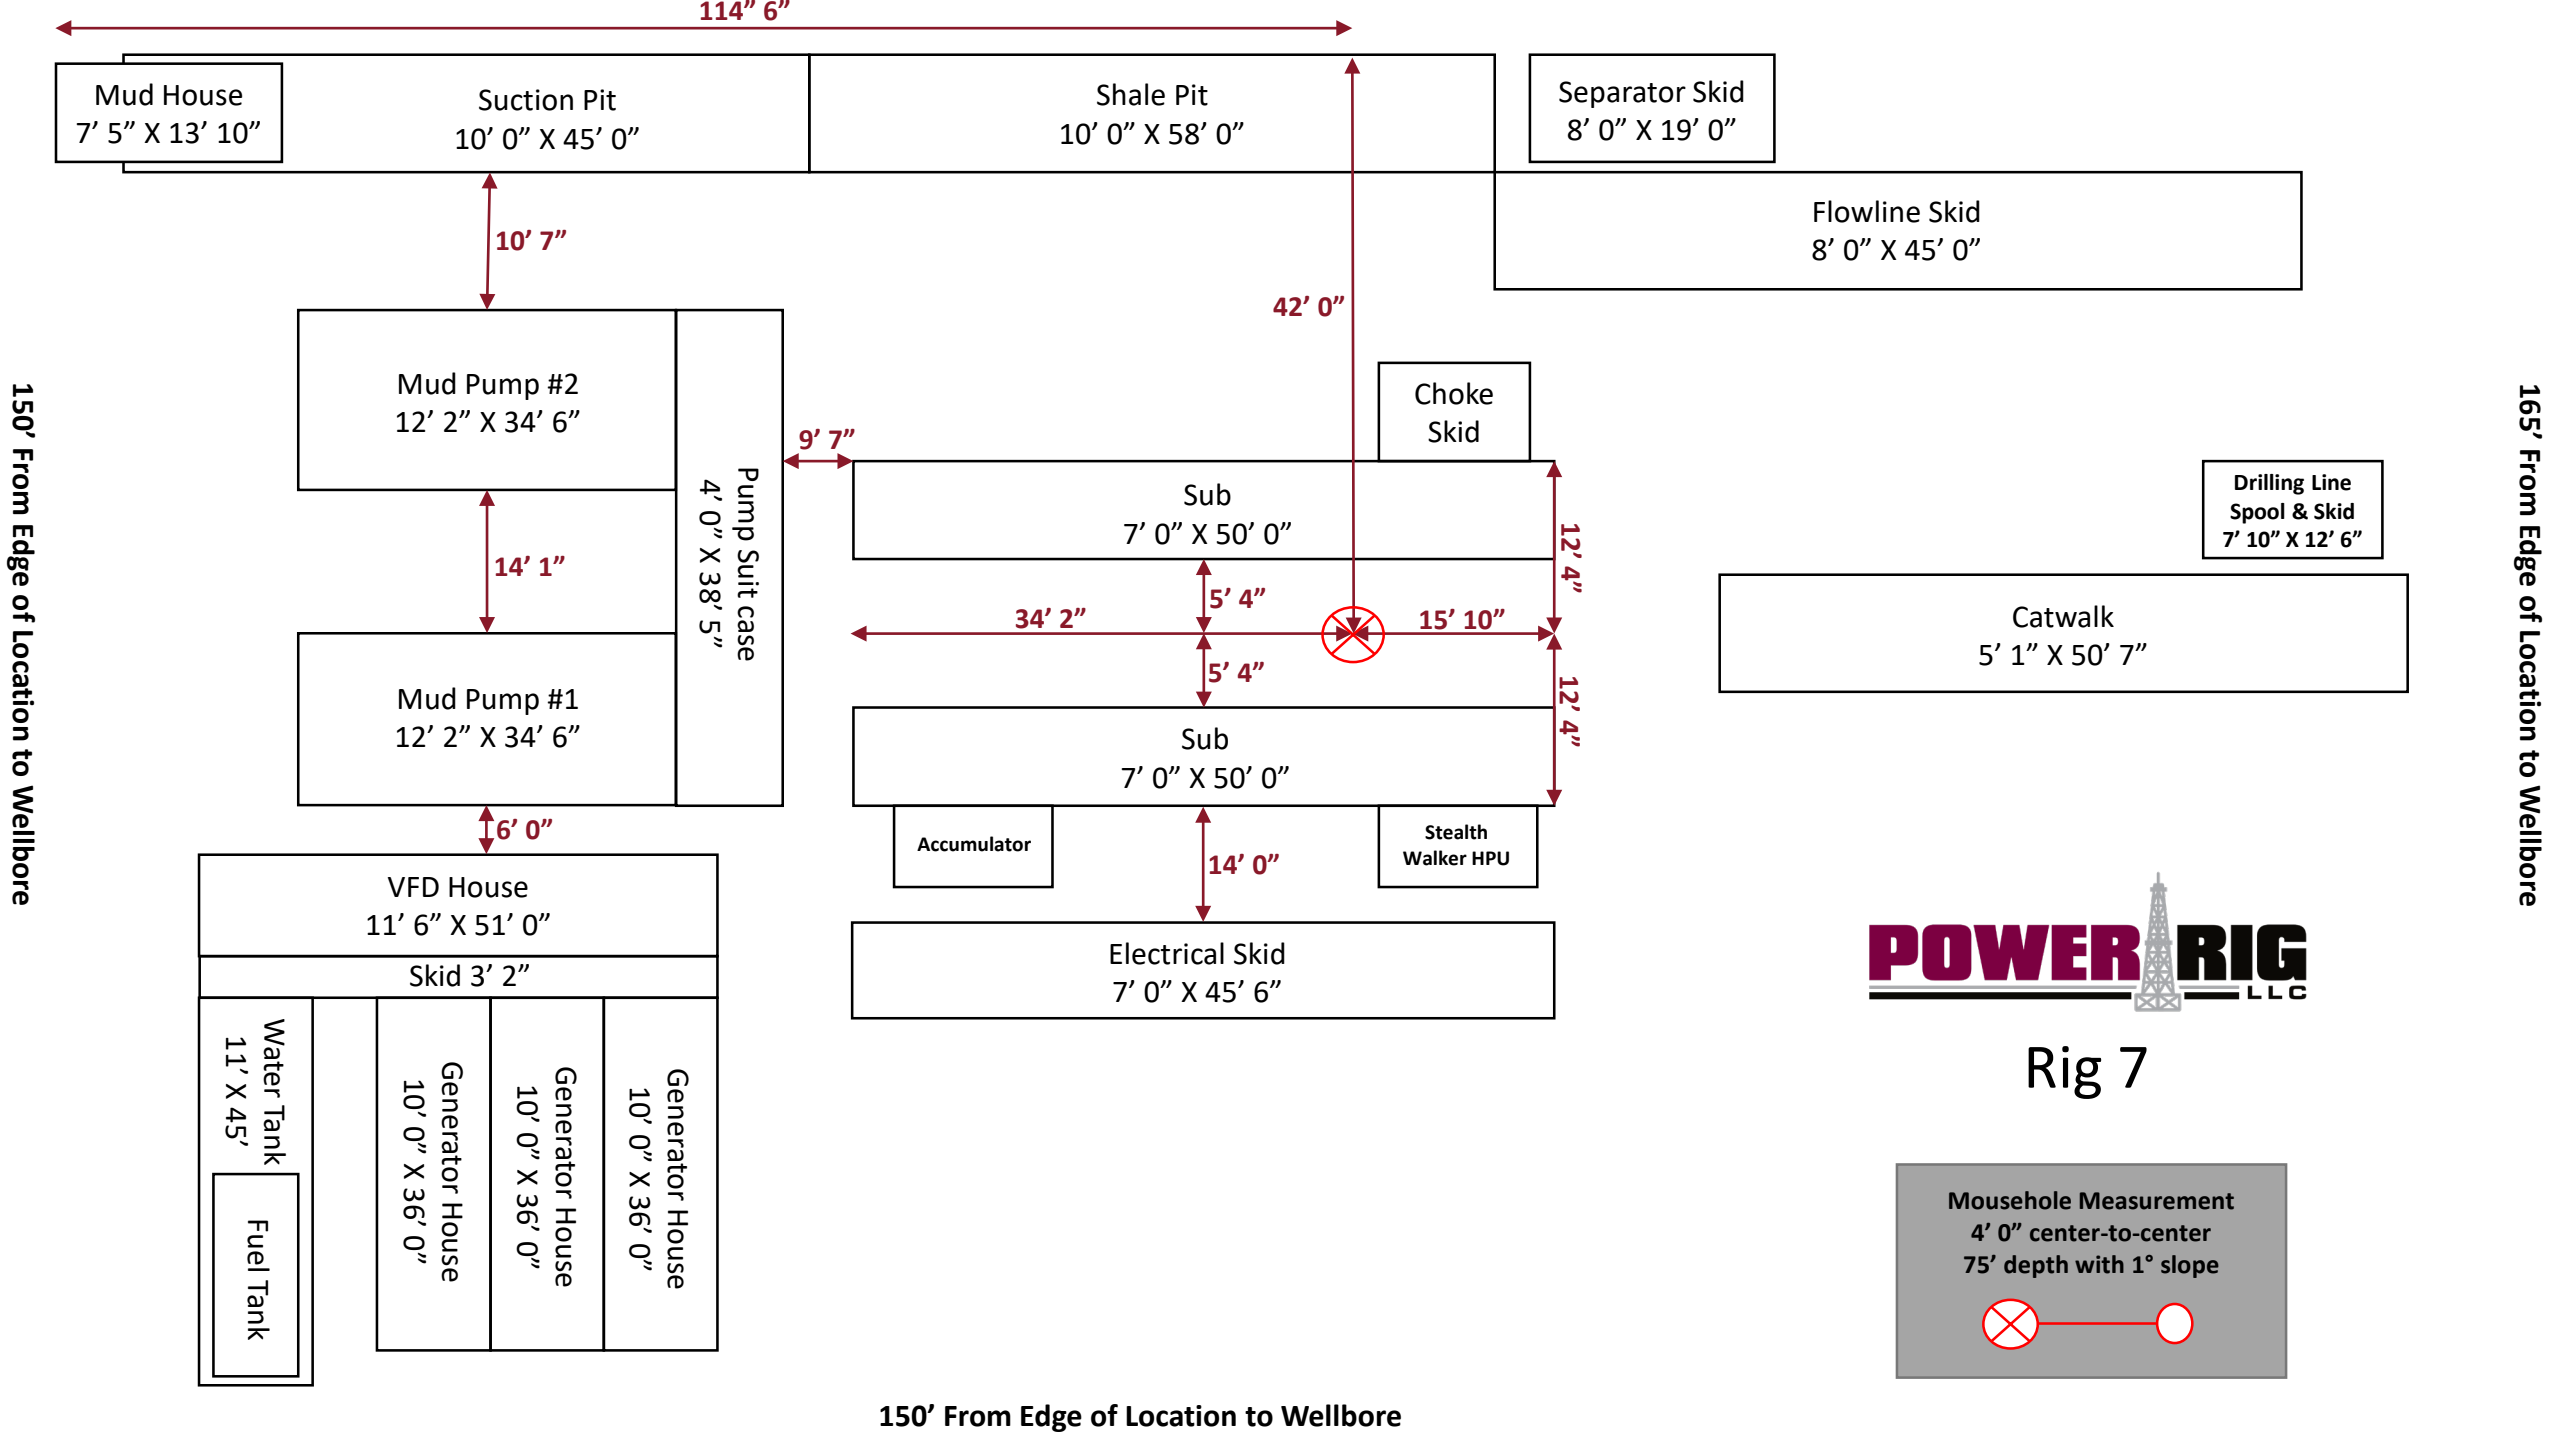 114” 6”
Mud House
7’ 5” X 13’ 10”
Suction Pit
10’ 0” X 45’ 0”
Shale Pit
10’ 0” X 58’ 0”
Separator Skid
8’ 0” X 19’ 0”
Flowline Skid
8’ 0” X 45’ 0”
10’ 7”
42’ 0”
Mud Pump #2
12’ 2” X 34’ 6”
Pump Suit case
4’ 0” X 38’ 5”
9’ 7”
Choke
Skid
150’ From Edge of Location to Wellbore
165’ From Edge of Location to Wellbore
Sub
7’ 0” X 50’ 0”
12’ 4”
Drilling Line
Spool & Skid
7’ 10” X 12’ 6”
14’ 1”
5’ 4”
34’ 2”
15’ 10”
Catwalk
5’ 1” X 50’ 7”
5’ 4”
12’ 4”
Mud Pump #1
12’ 2” X 34’ 6”
Sub
7’ 0” X 50’ 0”
6’ 0”
Accumulator
14’ 0”
Stealth
Walker HPU
VFD House
11’ 6” X 51’ 0”
Electrical Skid
7’ 0” X 45’ 6”
Skid 3’ 2”
POWER RIG
LLC
Rig 7
Water Tank
11’ X 45’
Fuel Tank
Generator House
10’ 0” X 36’ 0”
Generator House
10’ 0” X 36’ 0”
Generator House
10’ 0” X 36’ 0”
Mousehole Measurement
4’ 0” center-to-center
75’ depth with 1° slope
150’ From Edge of Location to Wellbore